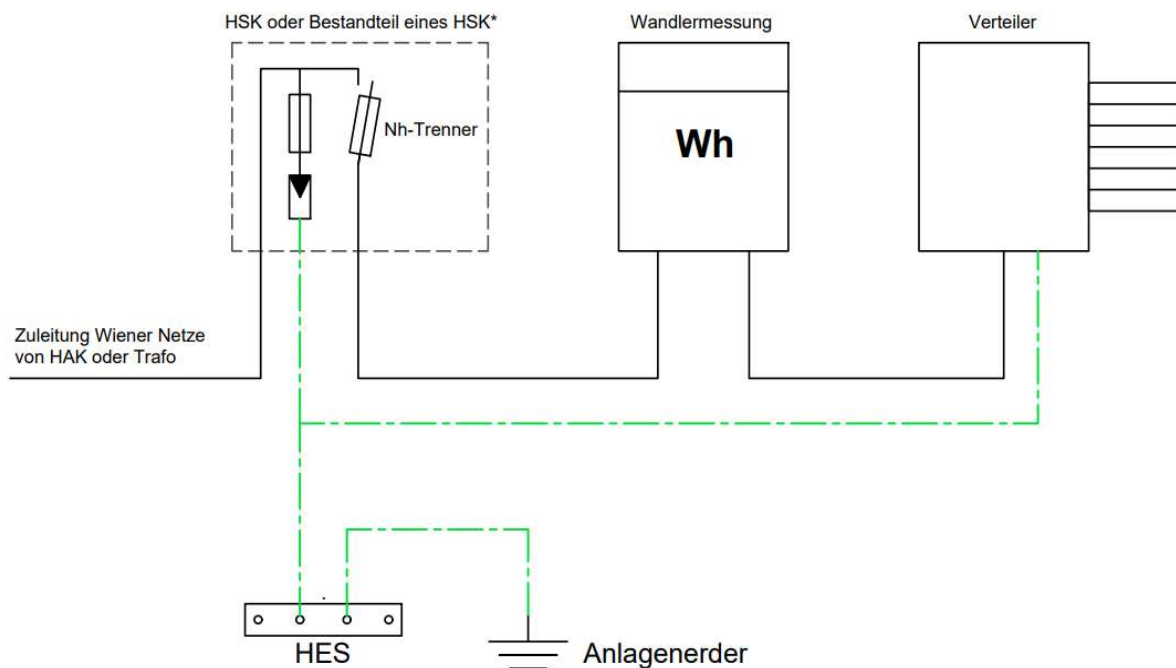 HSK oder Bestandteil eines HSK*
Wandlermessung
Verteiler
Nh-Trenner
Wh
Zuleitung Wiener Netze
von HAK oder Trafo
HES
Anlagenerder